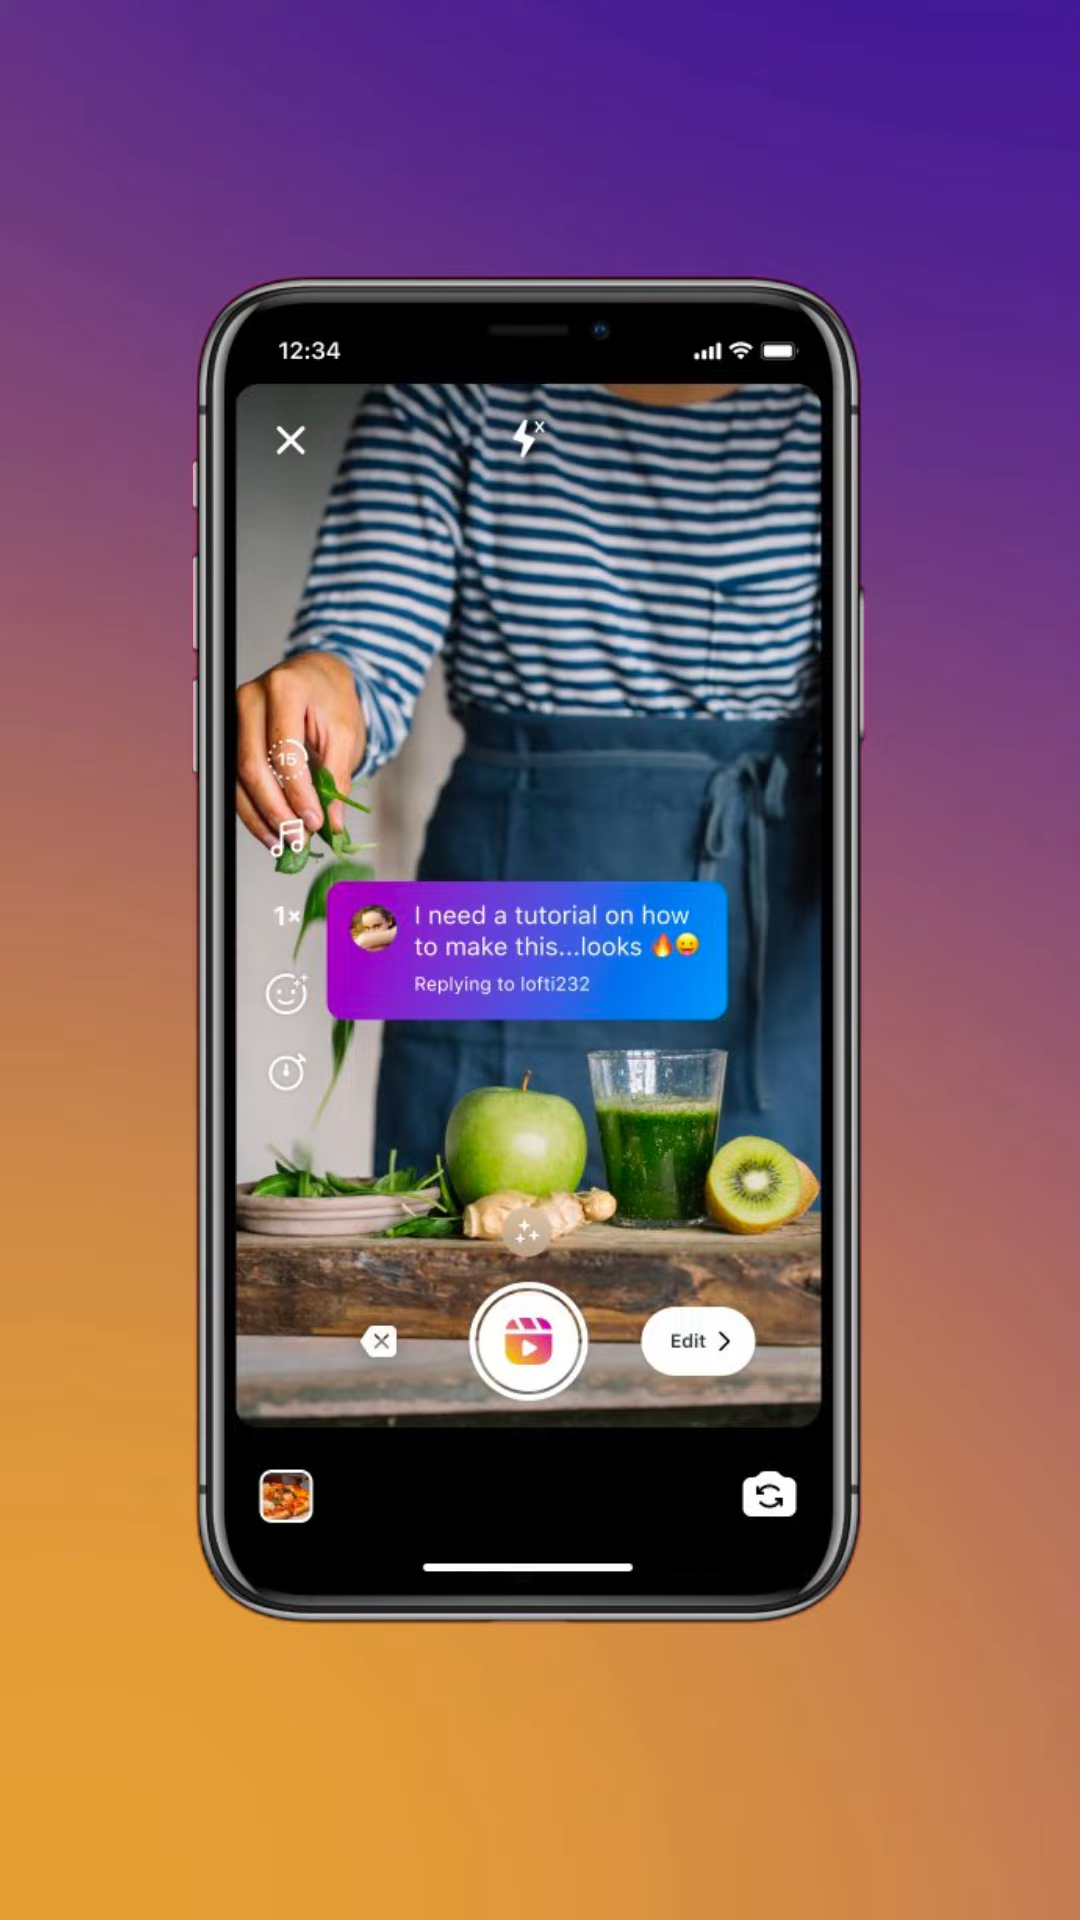 12:34
15
1×
I need a tutorial on how
to make this...looks 🔥😛
Replying to lofti232
Edit